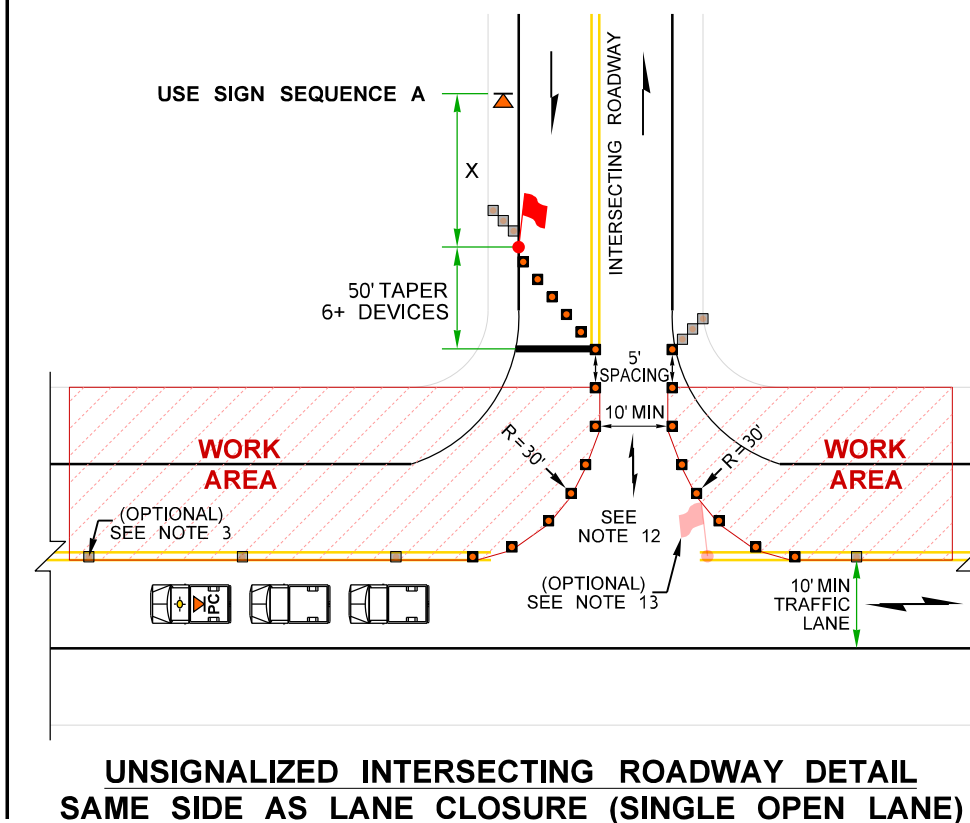 USE SIGN SEQUENCE A
X
INTERSECTING ROADWAY
50' TAPER
6+ DEVICES
5'
SPACING
10' MIN
R = 30'
R = 30'
WORK
AREA
WORK
AREA
(OPTIONAL)
SEE NOTE 3
SEE
NOTE 12
(OPTIONAL)
SEE NOTE 13
PC
10' MIN
TRAFFIC
LANE
UNSIGNALIZED INTERSECTING ROADWAY DETAIL
SAME SIDE AS LANE CLOSURE (SINGLE OPEN LANE)